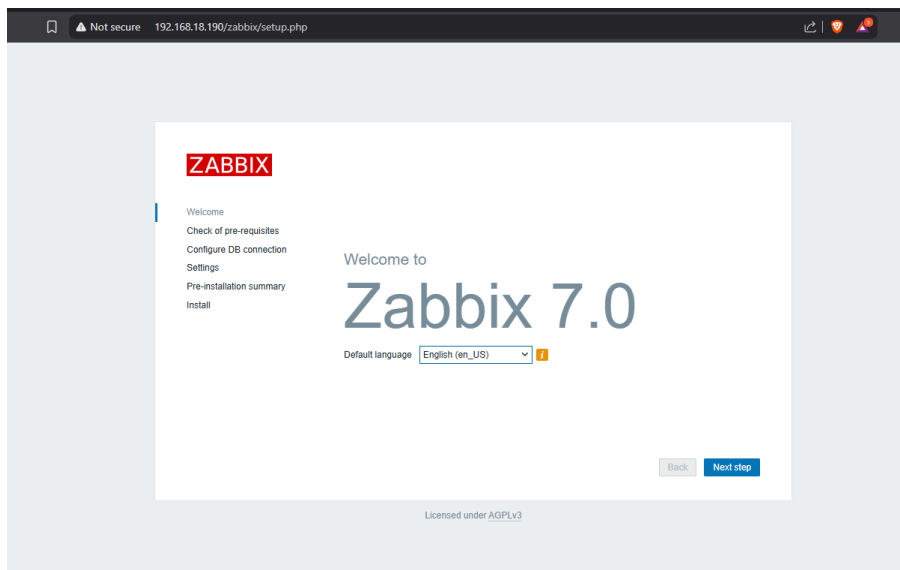 Not secure 192.168.18.190/zabbix/setup.php
ZABBIX
Welcome
Check of pre-requisites
Configure DB connection
Settings
Pre-installation summary
Install
Welcome to
Zabbix 7.0
Default language English (en_US) i
Back Next step
Licensed under AGPLv3